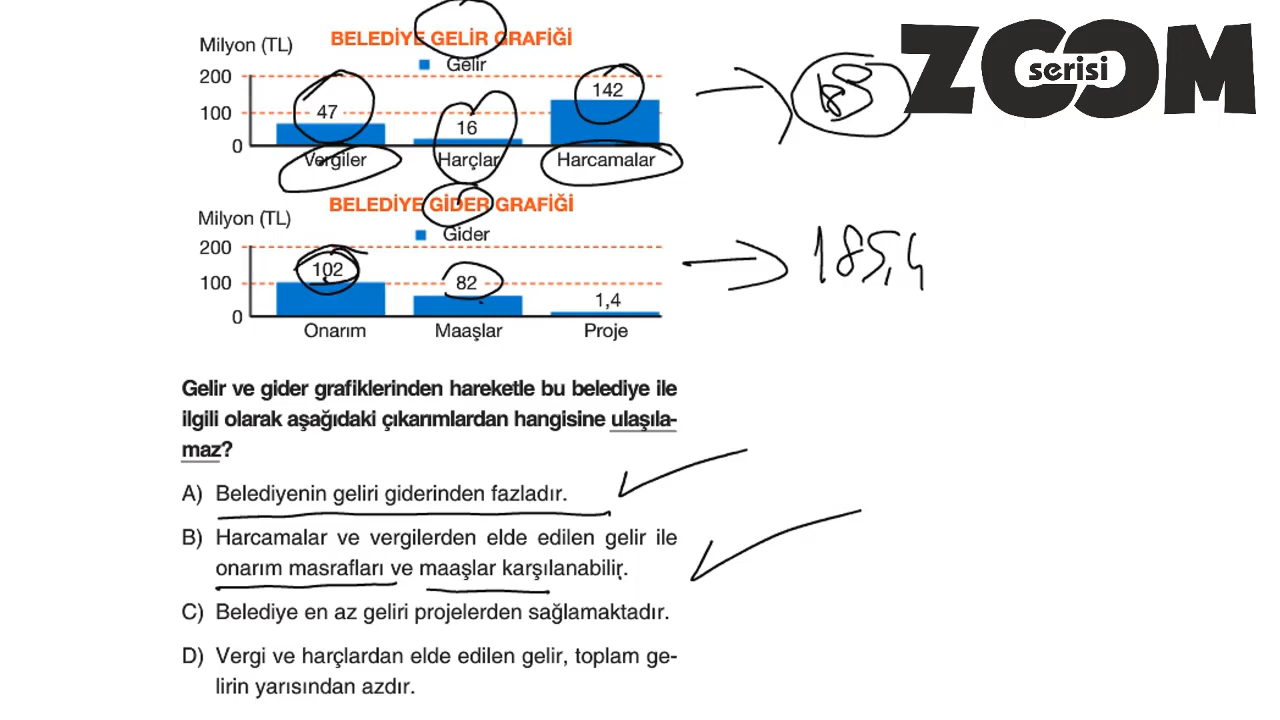 BELEDİYE GELİR GRAFİĞİ
Milyon (TL)
Gelir
200
100
0
47
16
142
Vergiler
Harçlar
Harcamalar
ZOOM
serisi
BELEDİYE GİDER GRAFİĞİ
Milyon (TL)
Gider
200
100
0
102
82
1,4
Onarım
Maaşlar
Proje
185,4
Gelir ve gider grafiklerinden hareketle bu belediye ile
ilgili olarak aşağıdaki çıkarımlardan hangisine ulaşıla-
maz?
A) Belediyenin geliri giderinden fazladır.
B) Harcamalar ve vergilerden elde edilen gelir ile
onarım masrafları ve maaşlar karşılanabilir.
C) Belediye en az geliri projelerden sağlamaktadır.
D) Vergi ve harçlardan elde edilen gelir, toplam ge-
lirin yarısından azdır.